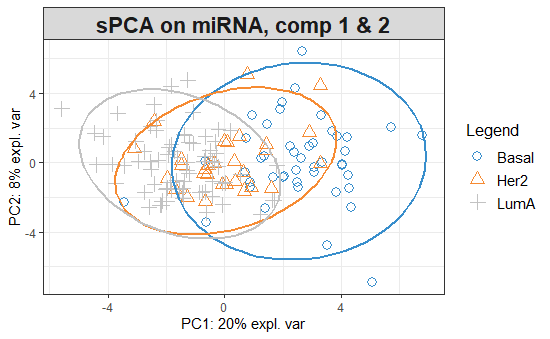 sPCA on miRNA, comp 1 & 2
4
0
-4
PC2: 8% expl. var
-4
0
4
PC1: 20% expl. var
Legend
Basal
Her2
LumA